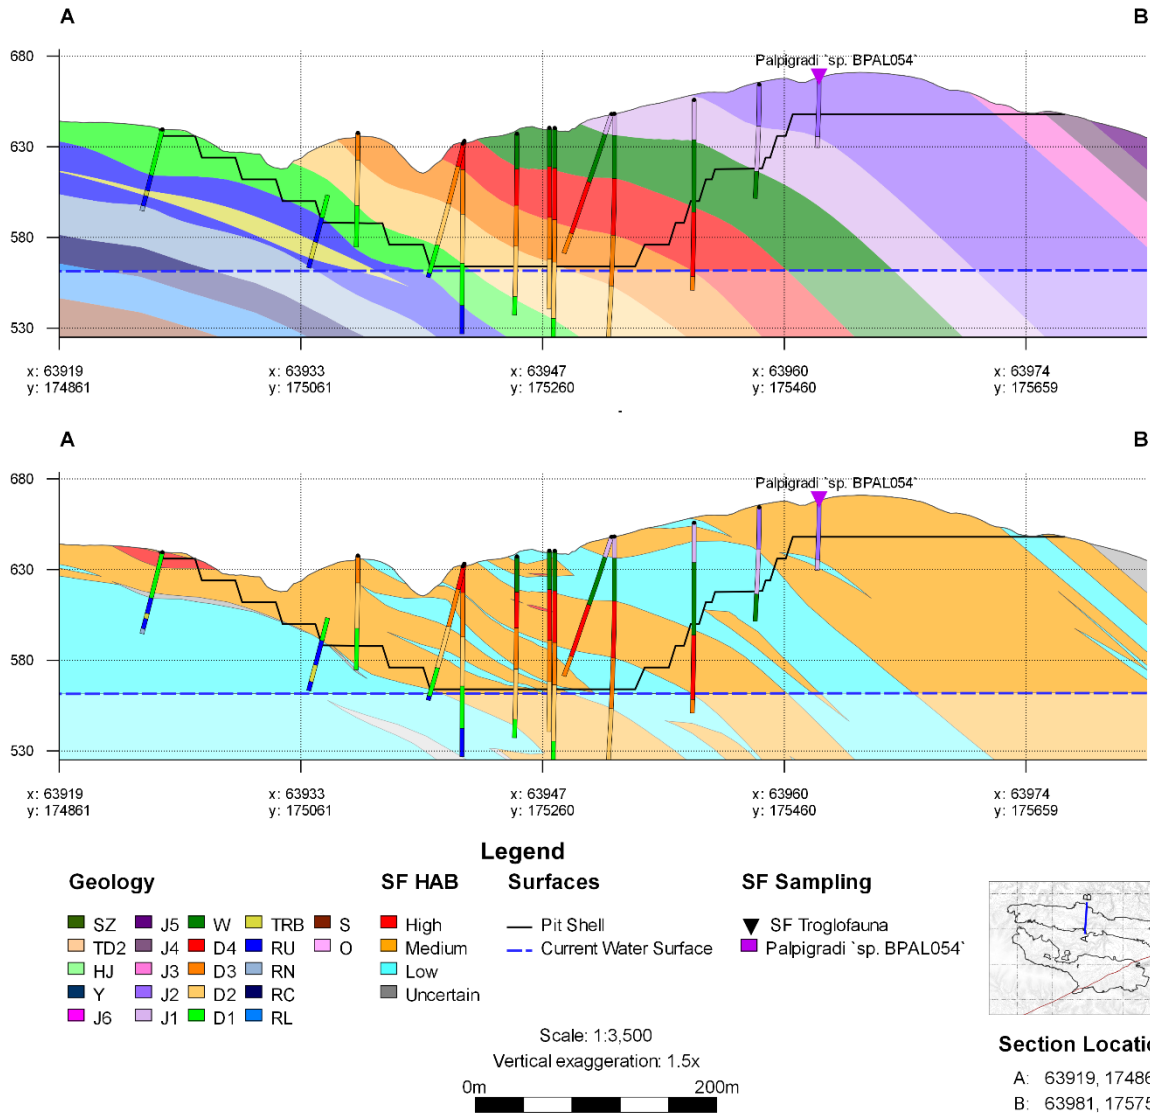 A B
680
Palpigradi `sp. BPAL054`
630
580
530
x: 63919 x: 63933 x: 63947 x: 63960 x: 63974
y: 174861 y: 175061 y: 175260 y: 175460 y: 175659
A B
680
Palpigradi `sp. BPAL054`
630
580
530
x: 63919 x: 63933 x: 63947 x: 63960 x: 63974
y: 174861 y: 175061 y: 175260 y: 175460 y: 175659
Legend
Geology SF HAB Surfaces SF Sampling
SZ J5 W TRB S High Pit Shell SF Troglofauna
TD2 J4 D4 RU O Medium Current Water Surface Palpigradi `sp. BPAL054`
HJ J3 D3 RN Low
Y J2 D2 RC Uncertain
J6 J1 D1 RL
B
A
Scale: 1:3,500
Vertical exaggeration: 1.5x
0m 200m
Section Locatio
A: 63919, 17486
B: 63981, 17575